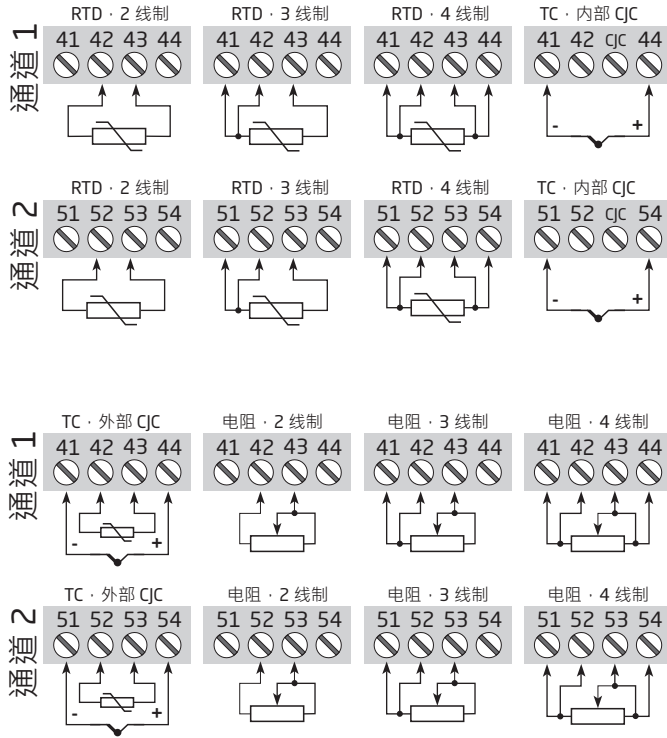 通道 1
RTD · 2 线制 RTD · 3 线制 RTD · 4 线制 TC · 内部 CJC
41 42 43 44 41 42 43 44 41 42 43 44 41 42 CJC 44
- +
通道 2
RTD · 2 线制 RTD · 3 线制 RTD · 4 线制 TC · 内部 CJC
51 52 53 54 51 52 53 54 51 52 53 54 51 52 CJC 54
- +
通道 1
TC · 外部 CJC 电阻 · 2 线制 电阻 · 3 线制 电阻 · 4 线制
41 42 43 44 41 42 43 44 41 42 43 44 41 42 43 44
- +
通道 2
TC · 外部 CJC 电阻 · 2 线制 电阻 · 3 线制 电阻 · 4 线制
51 52 53 54 51 52 53 54 51 52 53 54 51 52 53 54
- +